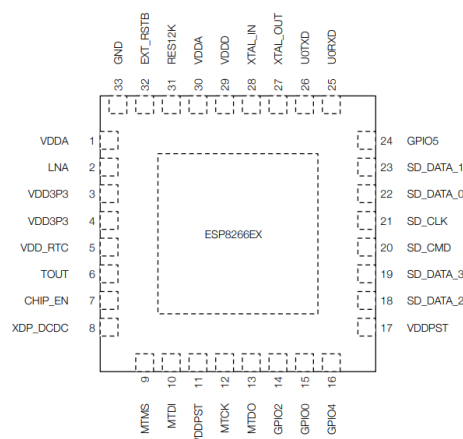 GND
EXT_RSTB
RES12K
VDDA
VDDD
XTAL_IN
XTAL_OUT
U0TXD
U0RXD
33 32 31 30 29 28 27 26 25
VDDA 1
LNA 2
VDD3P3 3
VDD3P3 4
VDD_RTC 5
TOUT 6
CHIP_EN 7
XDP_DCDC 8
ESP8266EX
24 GPIO5
23 SD_DATA_1
22 SD_DATA_0
21 SD_CLK
20 SD_CMD
19 SD_DATA_3
18 SD_DATA_2
17 VDDPST
9 10 11 12 13 14 15 16
MTMS
MTDI
VDDPST
MTCK
MTDO
GPIO2
GPIO0
GPIO4